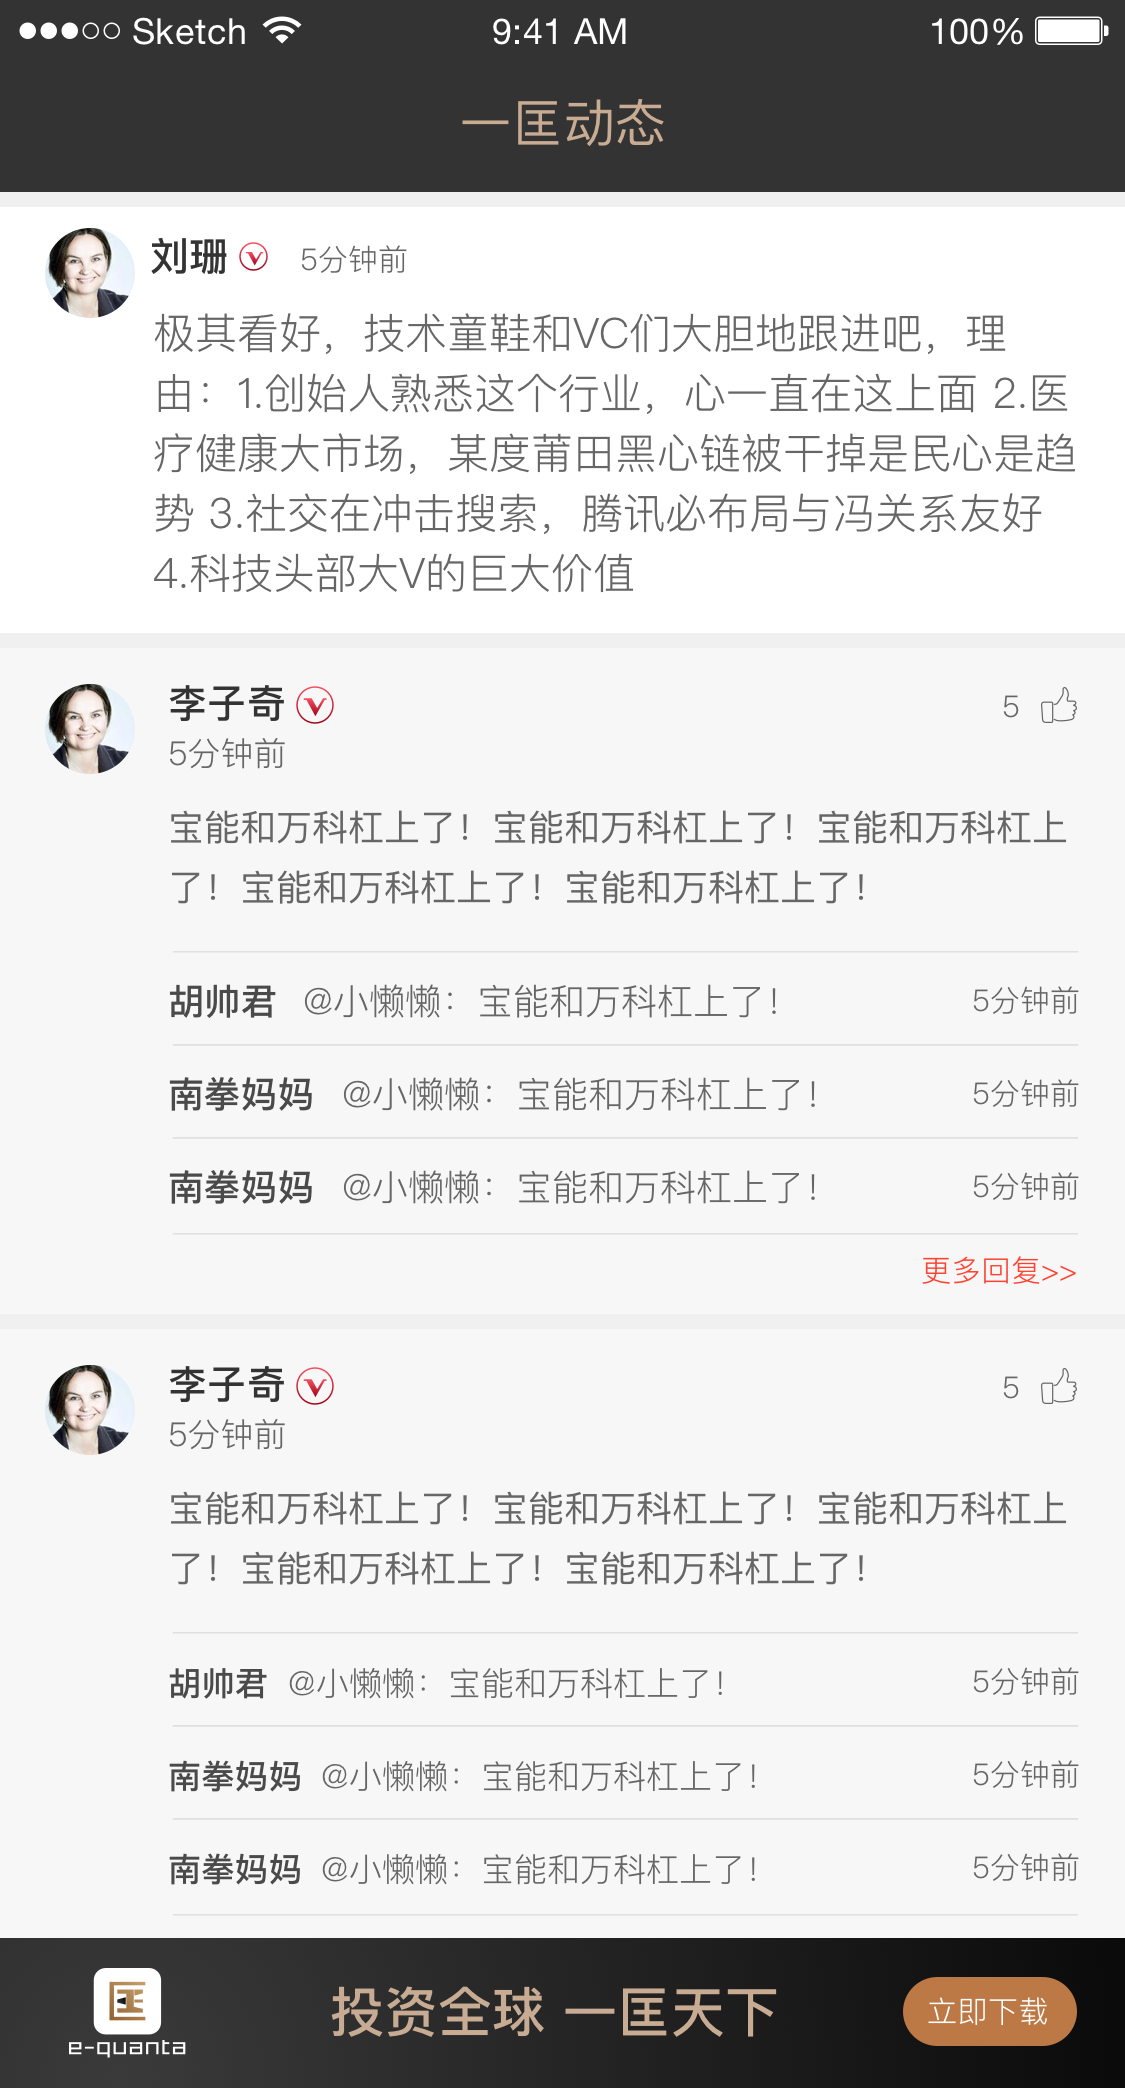 Sketch 9:41 AM 100%
一匡动态
刘珊 5分钟前
极其看好，技术童鞋和VC们大胆地跟进吧，理
由：1.创始人熟悉这个行业，心一直在这上面 2.医
疗健康大市场，某度莆田黑心链被干掉是民心是趋
势 3.社交在冲击搜索，腾讯必布局与冯关系友好
4.科技头部大V的巨大价值
李子奇 5
5分钟前
宝能和万科杠上了！宝能和万科杠上了！宝能和万科杠上
了！宝能和万科杠上了！宝能和万科杠上了！
胡帅君 @小懒懒：宝能和万科杠上了！ 5分钟前
南拳妈妈 @小懒懒：宝能和万科杠上了！ 5分钟前
南拳妈妈 @小懒懒：宝能和万科杠上了！ 5分钟前
更多回复>>
李子奇 5
5分钟前
宝能和万科杠上了！宝能和万科杠上了！宝能和万科杠上
了！宝能和万科杠上了！宝能和万科杠上了！
胡帅君 @小懒懒：宝能和万科杠上了！ 5分钟前
南拳妈妈 @小懒懒：宝能和万科杠上了！ 5分钟前
南拳妈妈 @小懒懒：宝能和万科杠上了！ 5分钟前
e-quanta
投资全球 一匡天下
立即下载